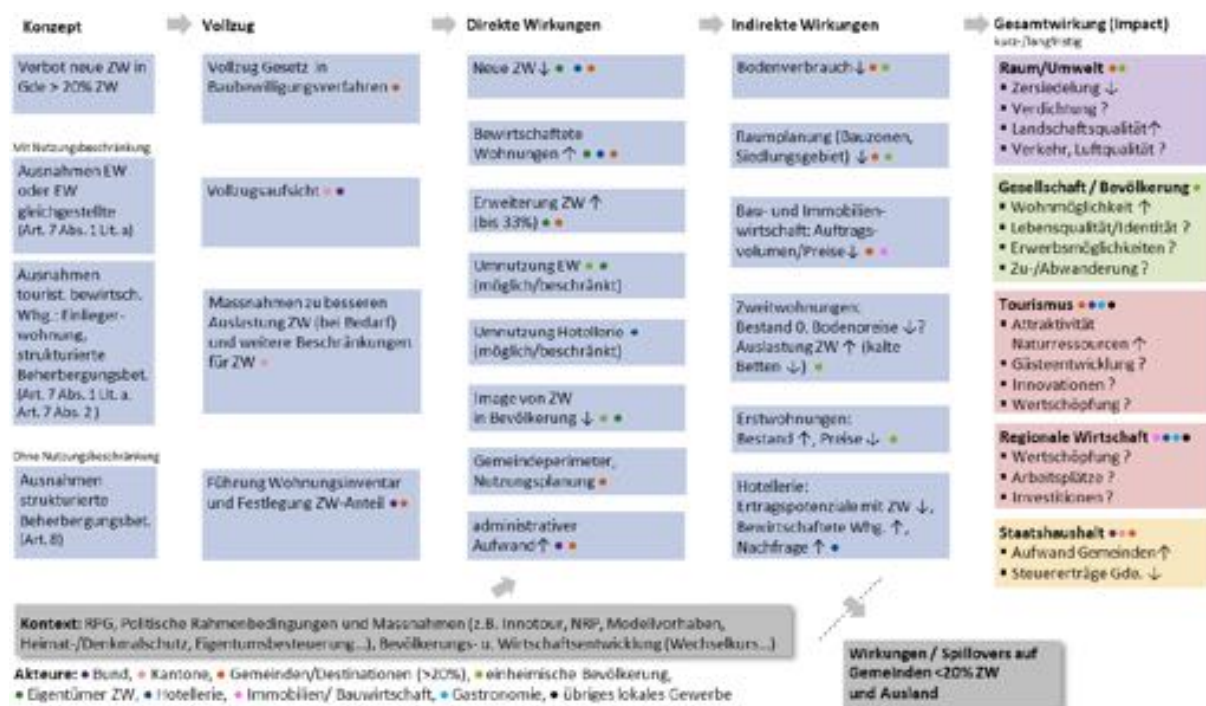 Konzept
Verbot neue ZW in
Gde > 20% ZW
Mit Nutzungsbeschränkung
Ausnahmen EW
oder EW
gleichgestellte
(Art. 7 Abs. 1 Lit. a)
Ausnahmen
tourist. bewirtsch.
Whg.: Einlieger-
wohnung,
strukturierte
Beherbergungsbet.
(Art. 7 Abs. 1 Lit. a.
Art. 7 Abs. 2 )
Ohne Nutzungsbeschränkung
Ausnahmen
strukturierte
Beherbergungsbet.
(Art. 8)
Vollzug
Vollzug Gesetz in
Baubewilligungsverfahren
Vollzugsaufsicht
Massnahmen zu besseren
Auslastung ZW (bei Bedarf)
und weitere Beschränkungen
für ZW
Führung Wohnungsinventar
und Festlegung ZW-Anteil
Direkte Wirkungen
Neue ZW ↓
Bewirtschaftete
Wohnungen ↑
Erweiterung ZW ↑
(bis 33%)
Umnutzung EW
(möglich/beschränkt)
Umnutzung Hotellerie
(möglich/beschränkt)
Image von ZW
in Bevölkerung ↓
Gemeindeperimeter,
Nutzungsplanung
administrativer
Aufwand ↑
Indirekte Wirkungen
Bodenverbrauch ↓
Raumplanung (Bauzonen,
Siedlungsgebiet) ↓
Bau- und Immobilien-
wirtschaft: Auftrags-
volumen/Preise ↓
Zweitwohnungen:
Bestand 0, Bodenpreise ↓?
Auslastung ZW ↑ (kalte
Betten ↓)
Erstwohnungen:
Bestand ↑, Preise ↓
Hotellerie:
Ertragspotenziale mit ZW ↓,
Bewirtschaftete Whg. ↑,
Nachfrage ↑
Gesamtwirkung (Impact)
kurz-/langfristig
Raum/Umwelt
▪ Zersiedelung ↓
▪ Verdichtung ?
▪ Landschaftsqualität ↑
▪ Verkehr, Luftqualität ?
Gesellschaft / Bevölkerung
▪ Wohnmöglichkeit ↑
▪ Lebensqualität/Identität ?
▪ Erwerbsmöglichkeiten ?
▪ Zu-/Abwanderung ?
Tourismus
▪ Attraktivität
Naturressourcen ↑
▪ Gästeentwicklung ?
▪ Innovationen ?
▪ Wertschöpfung ?
Regionale Wirtschaft
▪ Wertschöpfung ?
▪ Arbeitsplätze ?
▪ Investitionen ?
Staatshaushalt
▪ Aufwand Gemeinden ↑
▪ Steuererträge Gde. ↓
Kontext: RPG, Politische Rahmenbedingungen und Massnahmen (z.B. Innotour, NRP, Modellvorhaben,
Heimat-/Denkmalschutz, Eigentumsbesteuerung...), Bevölkerungs- u. Wirtschaftsentwicklung (Wechselkurs...)
Wirkungen / Spillovers auf
Gemeinden <20% ZW
und Ausland
Akteure: • Bund, • Kantone, • Gemeinden/Destinationen (>20%), • einheimische Bevölkerung,
• Eigentümer ZW, • Hotellerie, • Immobilien/ Bauwirtschaft, • Gastronomie, • übriges lokales Gewerbe